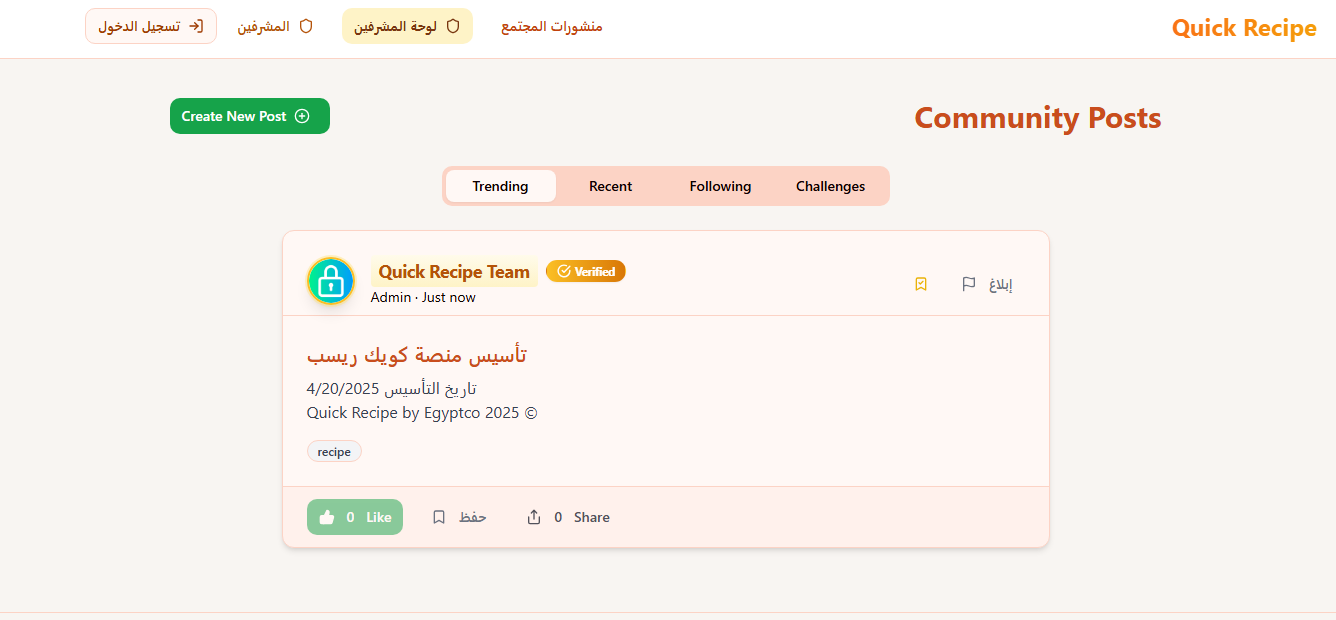 Quick Recipe
منشورات المجتمع
لوحة المشرفين
المشرفين
تسجيل الدخول
Community Posts
Create New Post
Trending
Recent
Following
Challenges
Quick Recipe Team
Verified
Admin · Just now
إبلاغ
تأسيس منصة كويك ريسب
تاريخ التأسيس 4/20/2025
Quick Recipe by Egyptco 2025 ©
recipe
0 Like
حفظ
0 Share